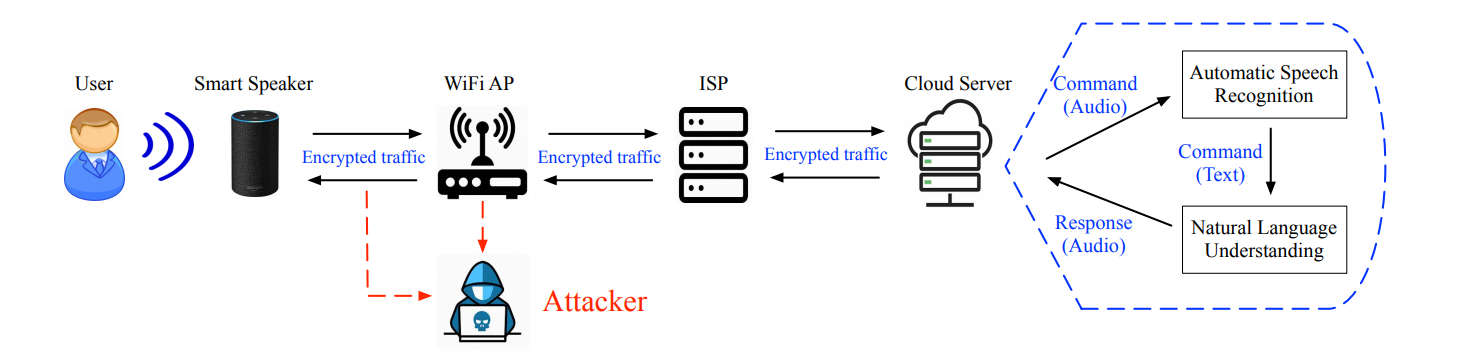 User
Smart Speaker
WiFi AP
ISP
Cloud Server
Encrypted traffic
Encrypted traffic
Encrypted traffic
Command
(Audio)
Automatic Speech
Recognition
Command
(Text)
Response
(Audio)
Natural Language
Understanding
Attacker